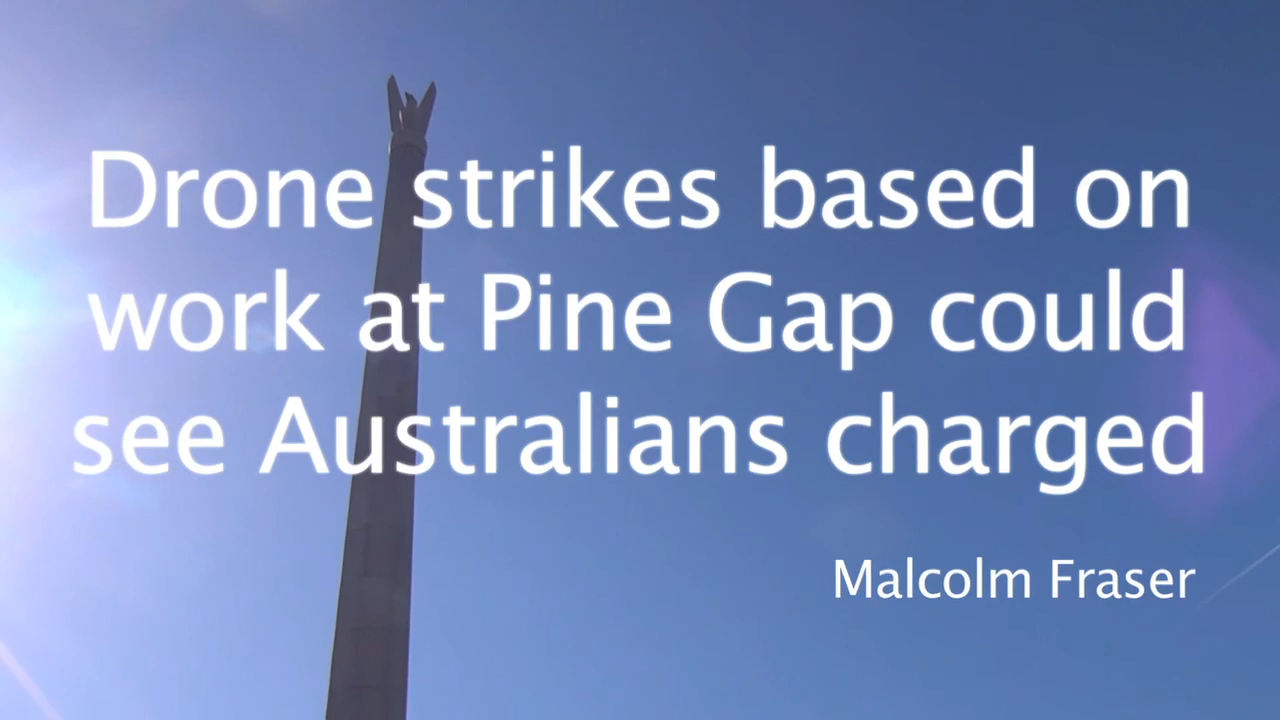 Drone strikes based on
work at Pine Gap could
see Australians charged
Malcolm Fraser